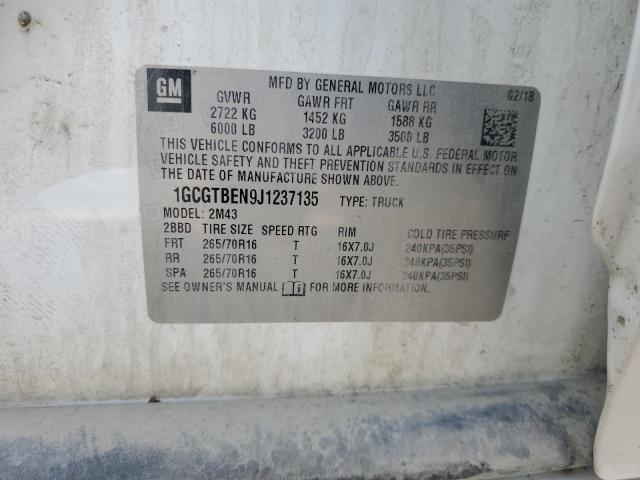 GM
MFD BY GENERAL MOTORS LLC 02/18
GVWR GAWR FRT GAWR RR
2722 KG 1452 KG 1588 KG
6000 LB 3200 LB 3500 LB
THIS VEHICLE CONFORMS TO ALL APPLICABLE U.S. FEDERAL MOTOR
VEHICLE SAFETY AND THEFT PREVENTION STANDARDS IN EFFECT ON
THE DATE OF MANUFACTURE SHOWN ABOVE.
1GCGTBEN9J1237135 TYPE: TRUCK
MODEL: 2M43
2BBD TIRE SIZE SPEED RTG RIM COLD TIRE PRESSURE
FRT 265/70R16 T 16X7.0J 240KPA(35PSI)
RR 265/70R16 T 16X7.0J 240KPA(35PSI)
SPA 265/70R16 T 16X7.0J 240KPA(35PSI)
SEE OWNER'S MANUAL FOR MORE INFORMATION.